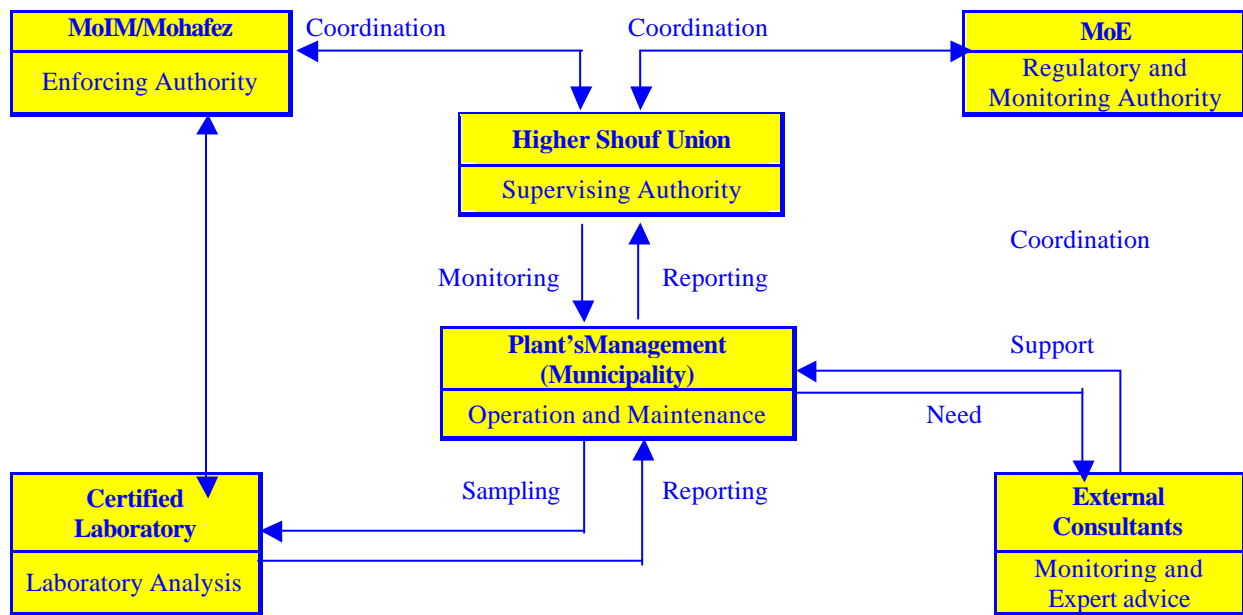 MoIM/Mohafez
Enforcing Authority
Coordination
Coordination
MoE
Regulatory and
Monitoring Authority
Higher Shouf Union
Supervising Authority
Coordination
Monitoring
Reporting
Plant'sManagement
(Municipality)
Operation and Maintenance
Support
Need
Sampling
Reporting
Certified
Laboratory
Laboratory Analysis
External
Consultants
Monitoring and
Expert advice